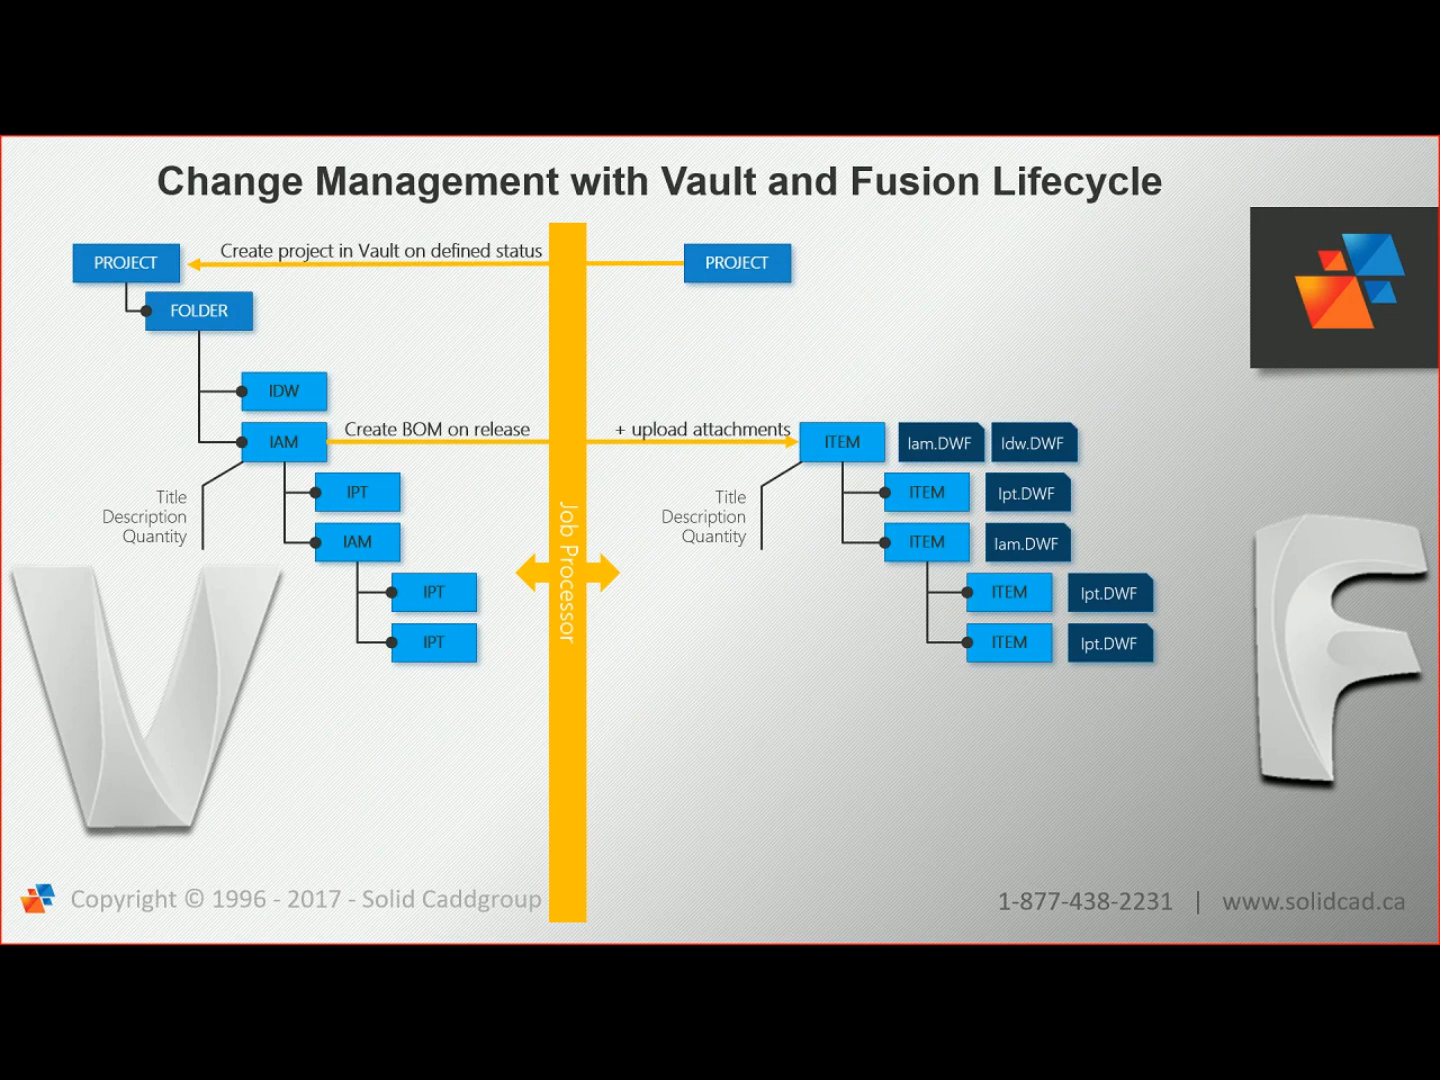 Change Management with Vault and Fusion Lifecycle
PROJECT
Create project in Vault on defined status
PROJECT
FOLDER
IDW
IAM
Create BOM on release
+ upload attachments
ITEM
Iam.DWF
Idw.DWF
IPT
ITEM
Ipt.DWF
Title
Description
Quantity
Title
Description
Quantity
IAM
ITEM
Iam.DWF
Job Processor
IPT
ITEM
Ipt.DWF
IPT
ITEM
Ipt.DWF
Copyright © 1996 - 2017 - Solid Caddgroup
1-877-438-2231 | www.solidcad.ca